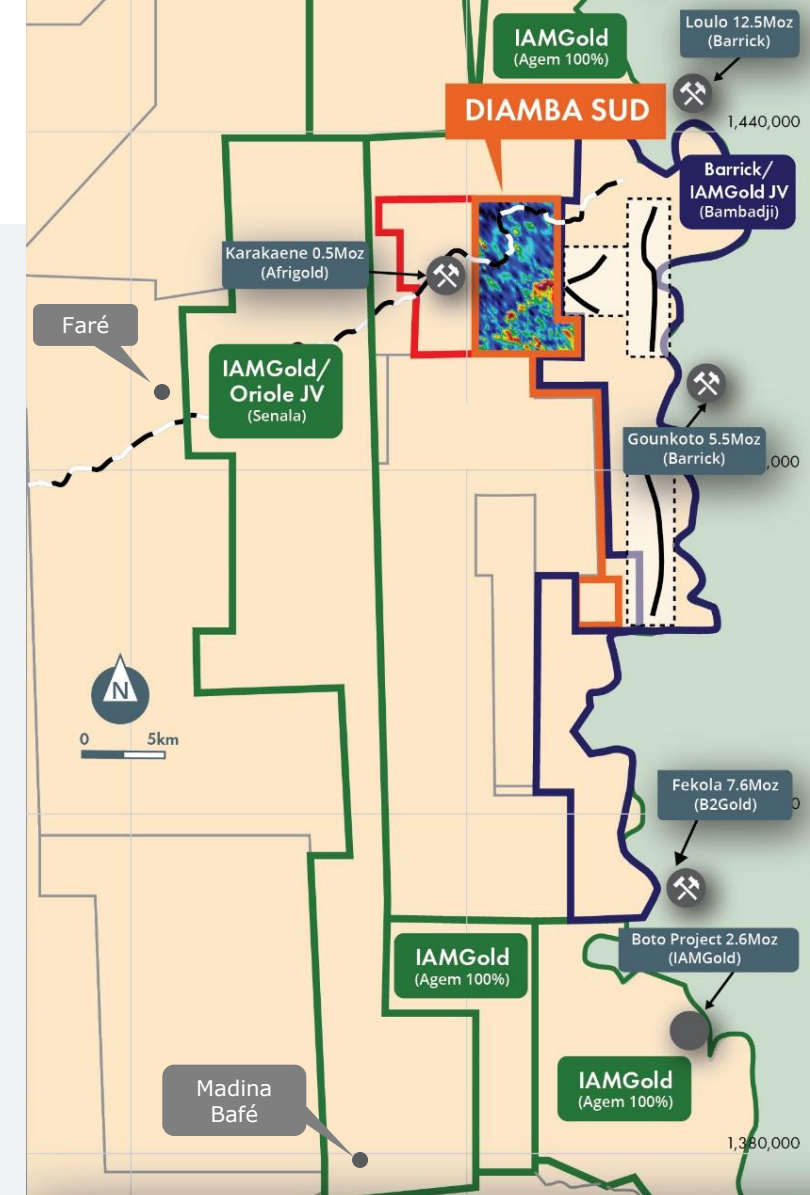 IAMGold
(Agem 100%)
Loulo 12.5Moz
(Barrick)
DIAMBA SUD
1,440,000
Barrick/
IAMGold JV
(Bambadji)
Karakaene 0.5Moz
(Afrigold)
Faré
IAMGold/
Oriole JV
(Senala)
Gounkoto 5.5Moz
(Barrick)
,000
N
0 5km
Fekola 7.6Moz
(B2Gold)
0
IAMGold
(Agem 100%)
Boto Project 2.6Moz
(IAMGold)
IAMGold
(Agem 100%)
Madina
Bafé
1,380,000